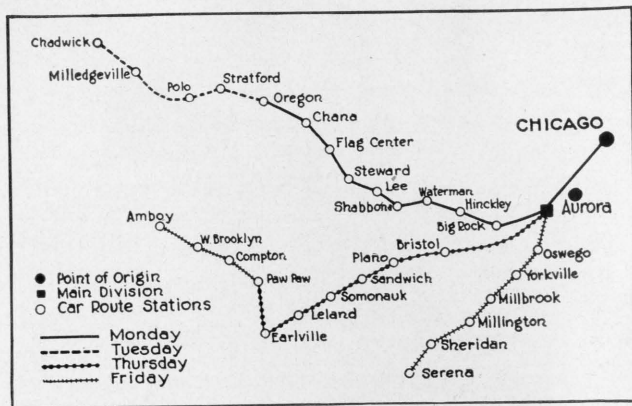 Chadwick
Milledgeville
Polo
Stratford
Oregon
Chana
Flag Center
Steward
Lee
Shabbona
Waterman
Hinckley
Big Rock
CHICAGO
Aurora
Amboy
W. Brooklyn
Compton
Paw Paw
Earlville
Leland
Somonauk
Sandwich
Plano
Bristol
Oswego
Yorkville
Millbrook
Millington
Sheridan
Serena
Point of Origin
Main Division
Car Route Stations
Monday
Tuesday
Thursday
Friday